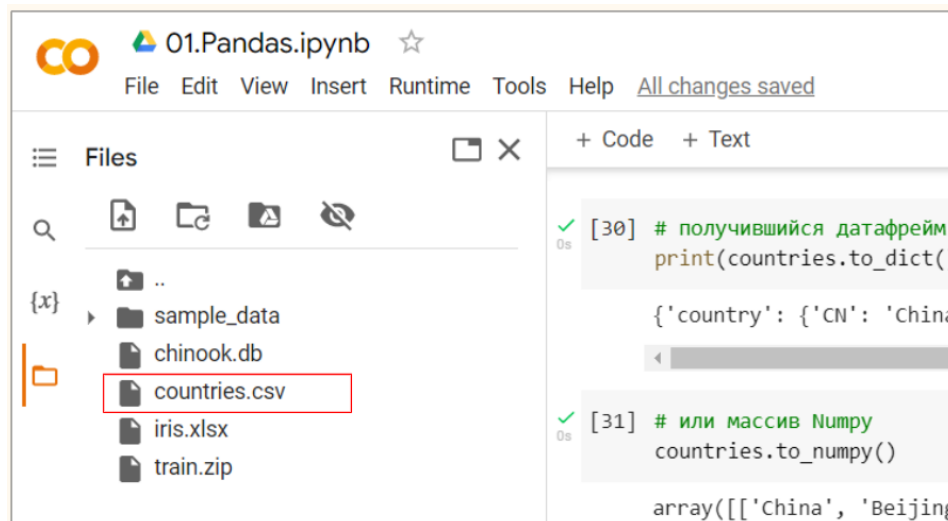 01.Pandas.ipynb
File Edit View Insert Runtime Tools Help All changes saved
Files
+ Code + Text
{x}
..
sample_data
chinook.db
countries.csv
iris.xlsx
train.zip
0s
[30] # получившийся датафрейм
print(countries.to_dict(
{'country': {'CN': 'China
0s
[31] # или массив Numpy
countries.to_numpy()
array([['China', 'Beijing